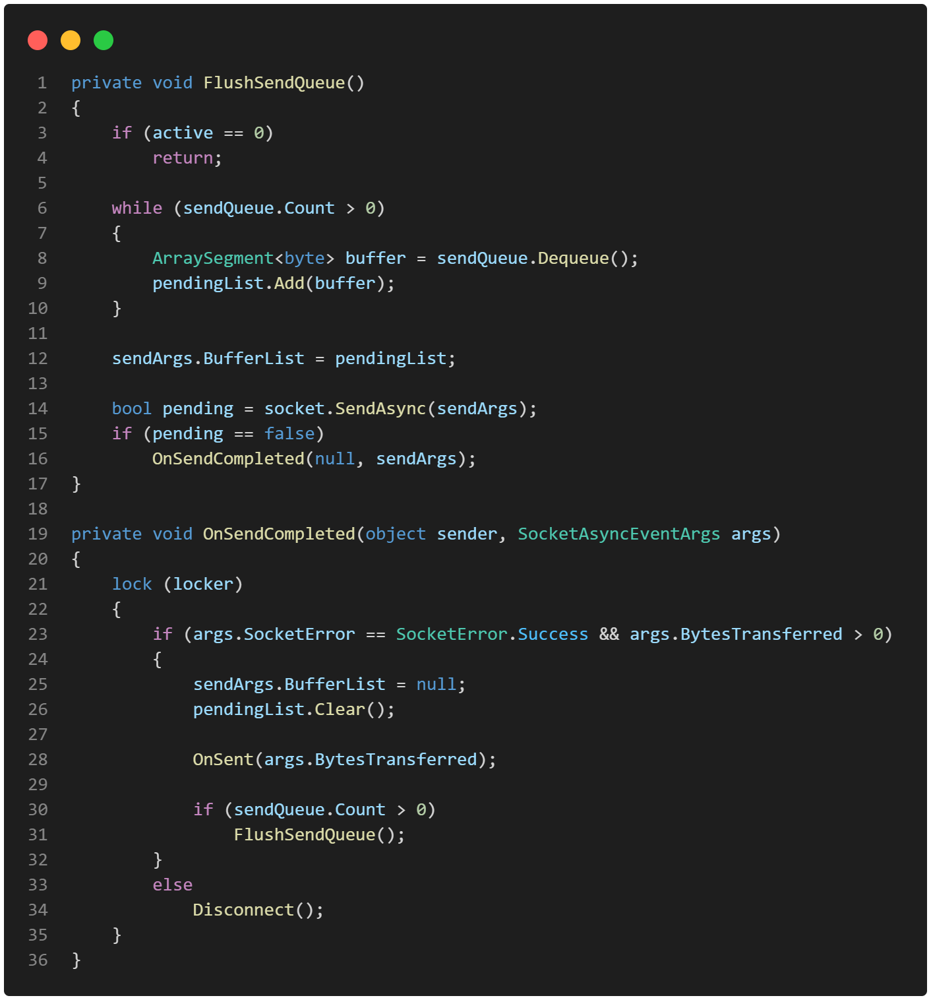 1 private void FlushSendQueue()
2 {
3     if (active == 0)
4         return;
5
6     while (sendQueue.Count > 0)
7     {
8         ArraySegment<byte> buffer = sendQueue.Dequeue();
9         pendingList.Add(buffer);
10     }
11
12     sendArgs.BufferList = pendingList;
13
14     bool pending = socket.SendAsync(sendArgs);
15     if (pending == false)
16         OnSendCompleted(null, sendArgs);
17 }
18
19 private void OnSendCompleted(object sender, SocketAsyncEventArgs args)
20 {
21     lock (locker)
22     {
23         if (args.SocketError == SocketError.Success && args.BytesTransferred > 0)
24         {
25             sendArgs.BufferList = null;
26             pendingList.Clear();
27
28             OnSent(args.BytesTransferred);
29
30             if (sendQueue.Count > 0)
31                 FlushSendQueue();
32         }
33         else
34             Disconnect();
35     }
36 }